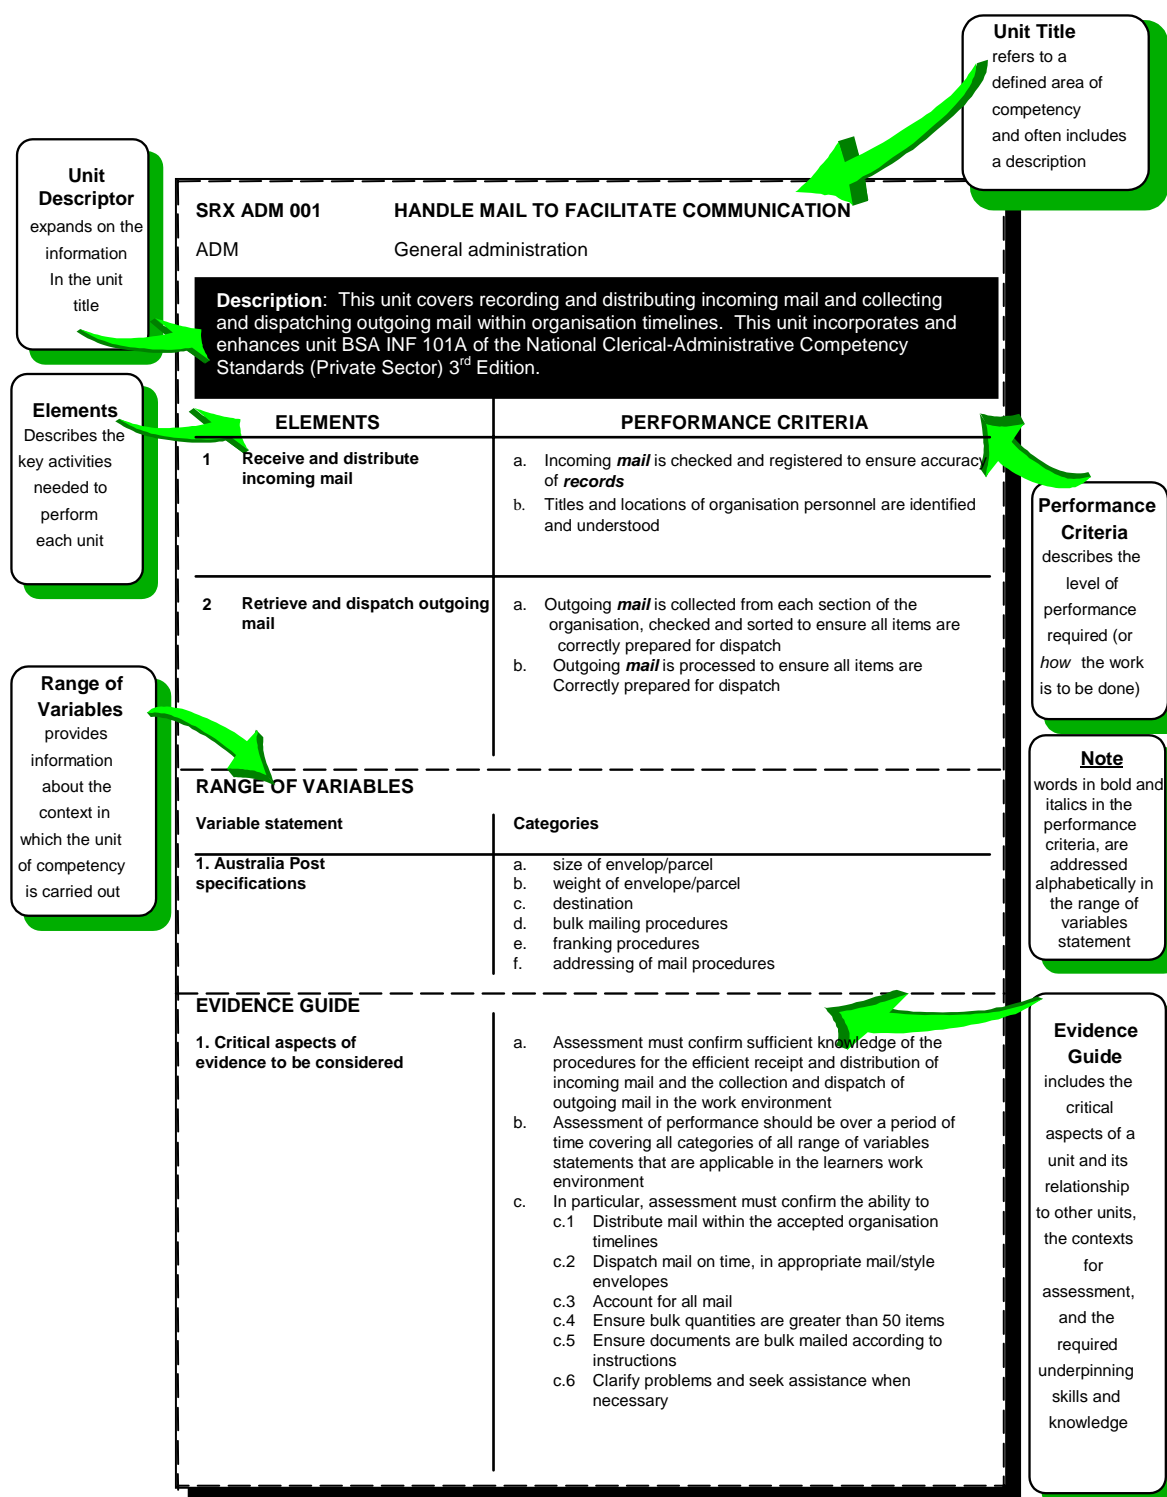 Unit Title
refers to a
defined area of
competency
and often includes
a description
Unit
Descriptor
expands on the
information
In the unit
title
SRX ADM 001 HANDLE MAIL TO FACILITATE COMMUNICATION
ADM General administration
Description: This unit covers recording and distributing incoming mail and collecting
and dispatching outgoing mail within organisation timelines. This unit incorporates and
enhances unit BSA INF 101A of the National Clerical-Administrative Competency
Standards (Private Sector) 3rd Edition.
Elements
Describes the
key activities
needed to
perform
each unit
ELEMENTS PERFORMANCE CRITERIA
1 Receive and distribute
incoming mail
a. Incoming mail is checked and registered to ensure accuracy
of records
b. Titles and locations of organisation personnel are identified
and understood
Performance
Criteria
describes the
level of
performance
required (or
how the work
is to be done)
2 Retrieve and dispatch outgoing
mail
a. Outgoing mail is collected from each section of the
organisation, checked and sorted to ensure all items are
correctly prepared for dispatch
b. Outgoing mail is processed to ensure all items are
Correctly prepared for dispatch
Range of
Variables
provides
information
about the
context in
which the unit
of competency
is carried out
Note
words in bold and
italics in the
performance
criteria, are
addressed
alphabetically in
the range of
variables
statement
RANGE OF VARIABLES
Variable statement Categories
1. Australia Post
specifications
a. size of envelop/parcel
b. weight of envelope/parcel
c. destination
d. bulk mailing procedures
e. franking procedures
f. addressing of mail procedures
EVIDENCE GUIDE
1. Critical aspects of
evidence to be considered
a. Assessment must confirm sufficient knowledge of the
procedures for the efficient receipt and distribution of
incoming mail and the collection and dispatch of
outgoing mail in the work environment
b. Assessment of performance should be over a period of
time covering all categories of all range of variables
statements that are applicable in the learners work
environment
c. In particular, assessment must confirm the ability to
c.1 Distribute mail within the accepted organisation
timelines
c.2 Dispatch mail on time, in appropriate mail/style
envelopes
c.3 Account for all mail
c.4 Ensure bulk quantities are greater than 50 items
c.5 Ensure documents are bulk mailed according to
instructions
c.6 Clarify problems and seek assistance when
necessary
Evidence
Guide
includes the
critical
aspects of a
unit and its
relationship
to other units,
the contexts
for
assessment,
and the
required
underpinning
skills and
knowledge